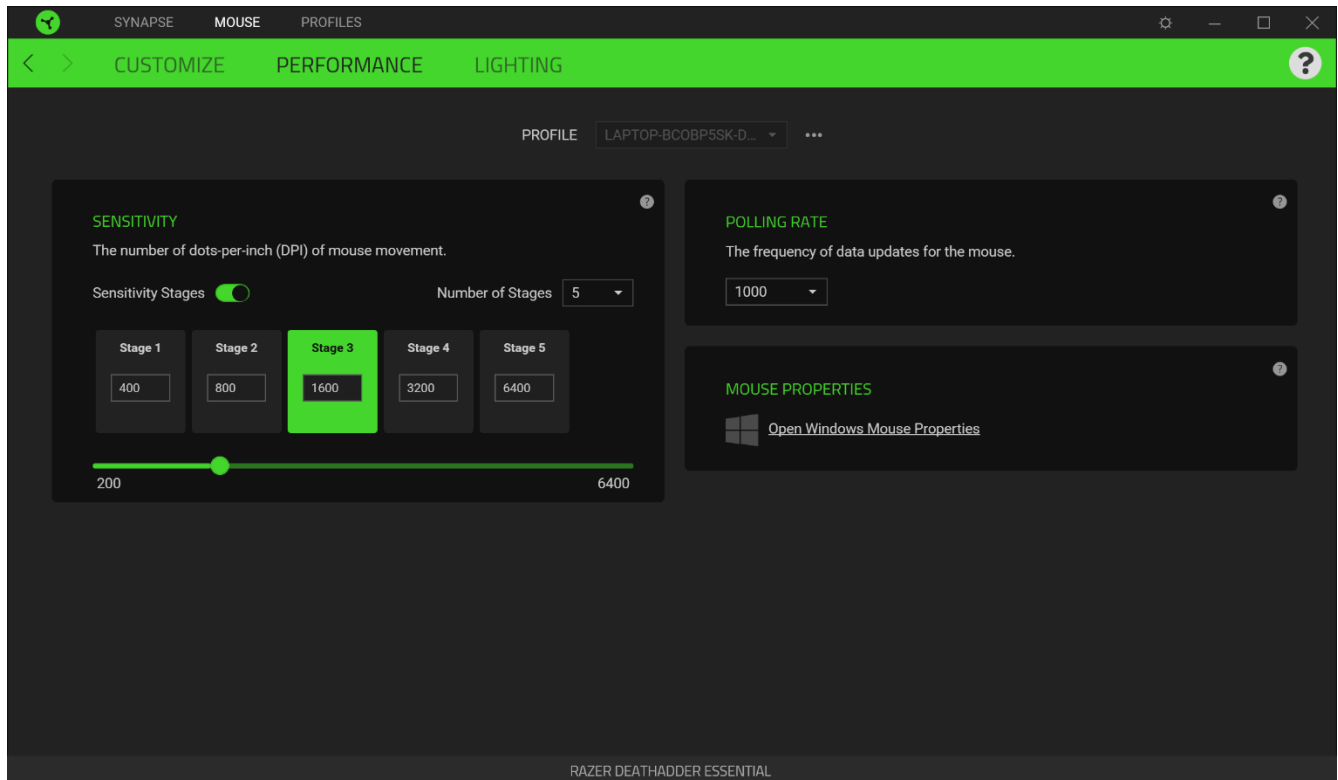 SYNAPSE MOUSE PROFILES
CUSTOMIZE PERFORMANCE LIGHTING
?
PROFILE LAPTOP-BCOBP5SK-D... •••
SENSITIVITY
?
The number of dots-per-inch (DPI) of mouse movement.
Sensitivity Stages
Number of Stages 5
Stage 1 Stage 2 Stage 3 Stage 4 Stage 5
400 800 1600 3200 6400
200 6400
POLLING RATE
?
The frequency of data updates for the mouse.
1000
MOUSE PROPERTIES
?
Open Windows Mouse Properties
RAZER DEATHADDER ESSENTIAL